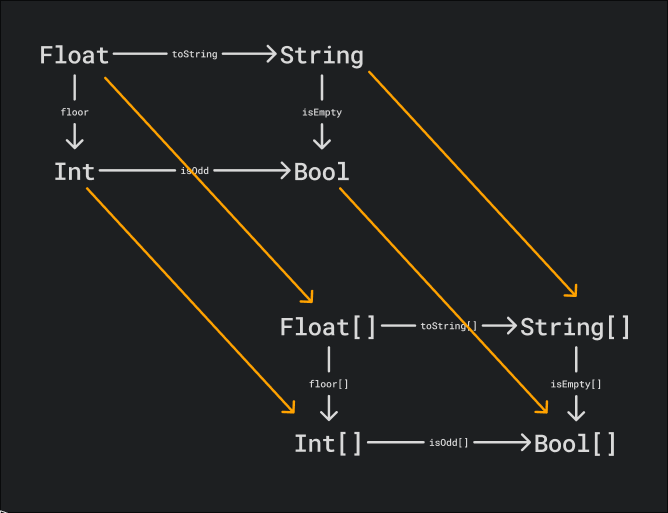 Float toString String
floor isEmpty
Int isOdd Bool
Float[] toString[] String[]
floor[] isEmpty[]
Int[] isOdd[] Bool[]